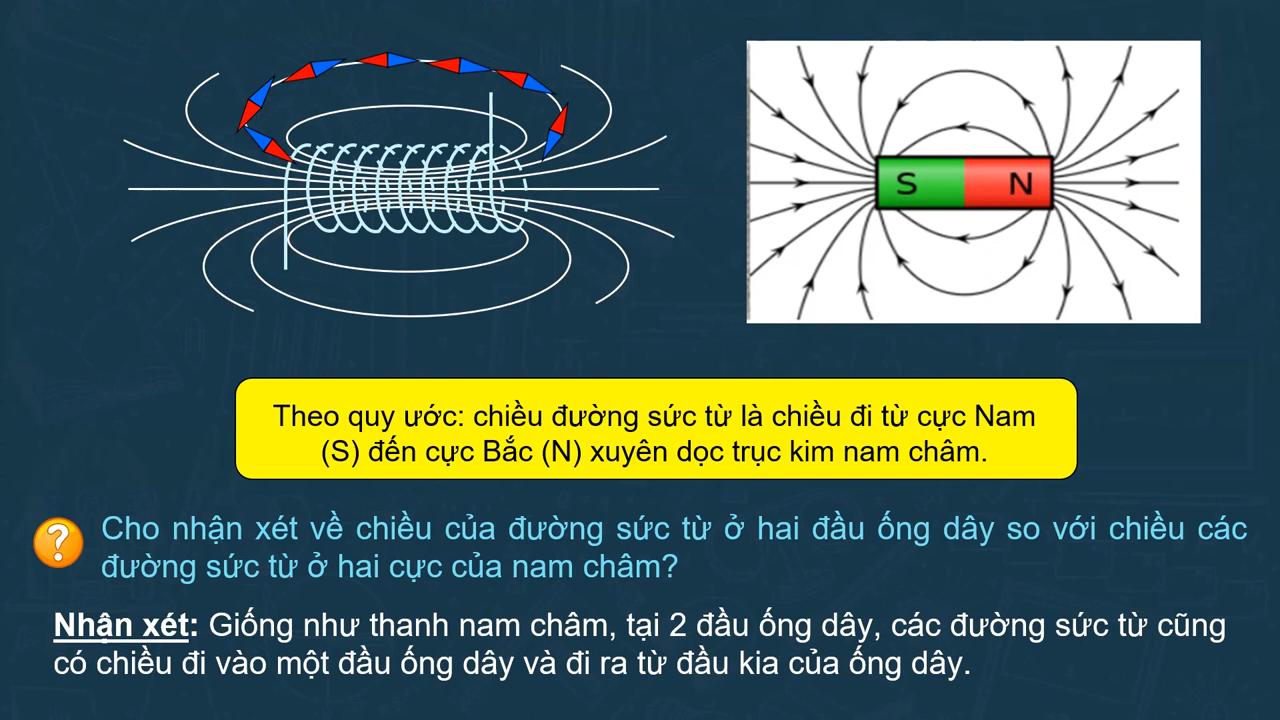 S N
Theo quy ước: chiều đường sức từ là chiều đi từ cực Nam
(S) đến cực Bắc (N) xuyên dọc trục kim nam châm.
?
Cho nhận xét về chiều của đường sức từ ở hai đầu ống dây so với chiều các
đường sức từ ở hai cực của nam châm?
Nhận xét: Giống như thanh nam châm, tại 2 đầu ống dây, các đường sức từ cũng
có chiều đi vào một đầu ống dây và đi ra từ đầu kia của ống dây.